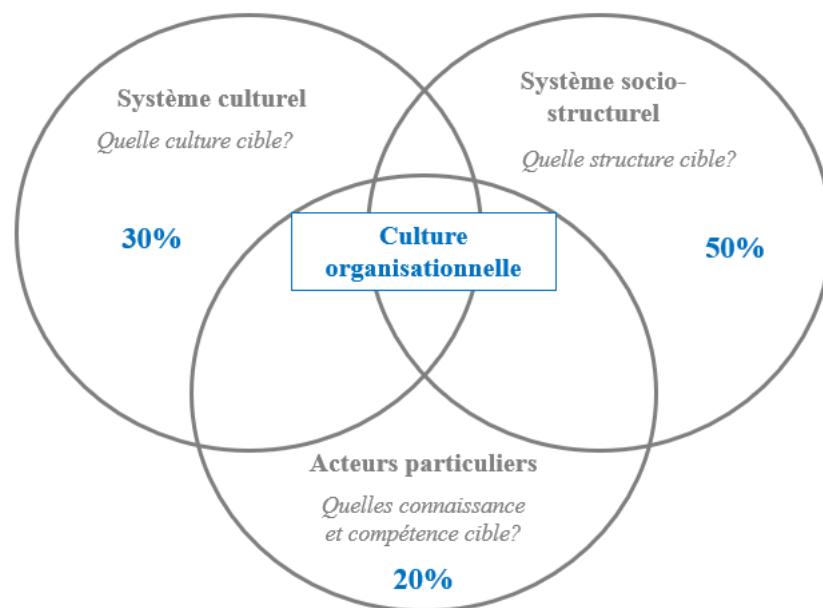 Système culturel
Quelle culture cible?
30%
Système socio-
structurel
Quelle structure cible?
50%
Culture
organisationnelle
Acteurs particuliers
Quelles connaissance
et compétence cible?
20%